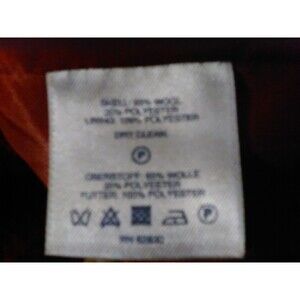 SHELL: 80% WOOL
20% POLYESTER
LINING: 100% POLYESTER
DRY CLEAN
P
OBERSTOFF: 80% WOLLE
20% POLYESTER
FUTTER: 100% POLYESTER
P